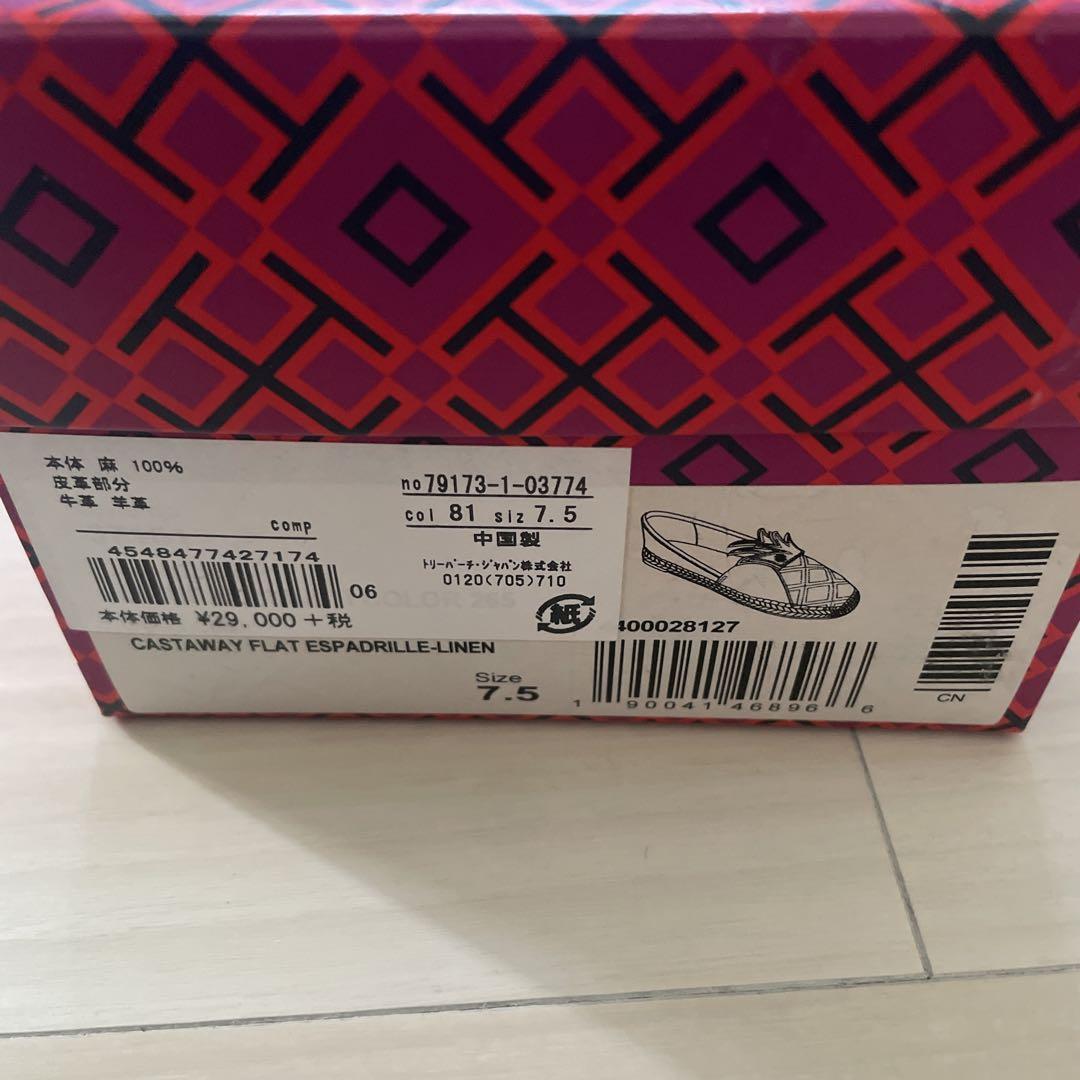 本体 麻 100%
皮革部分
牛革 羊革
comp
4548477427174
06
本体価格 ¥29,000 +税
no79173-1-03774
col 81 siz 7.5
中国製
トリーバーチ・ジャパン株式会社
0120(705)710
紙
COLOR 265
400028127
CASTAWAY FLAT ESPADRILLE-LINEN
Size
7.5
1 90041 46896 6
CN